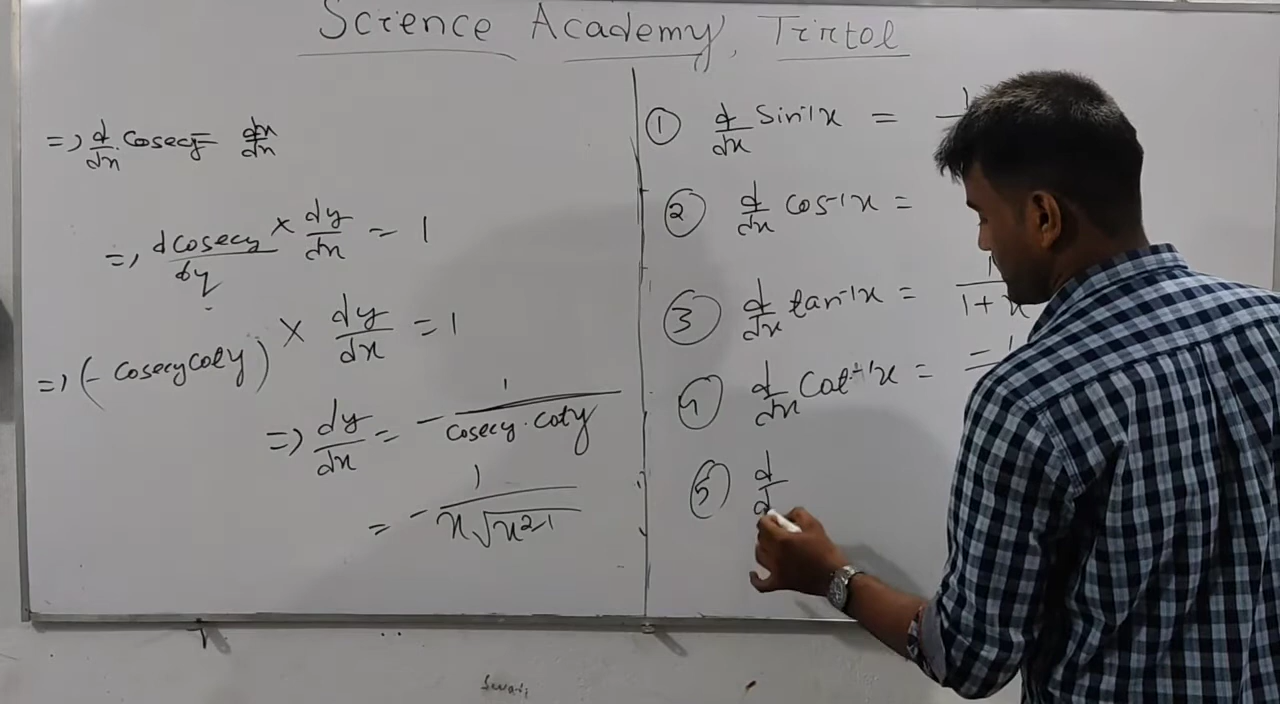 Science Academy, Tirtol
=> d/dx cosecy = dx/dx
=> dcosecy/dy × dy/dx = 1
=> (- cosecy coty) × dy/dx = 1
=> dy/dx = - 1/(cosecy . coty)
= - 1/(x√(x²-1))
① d/dx sin⁻¹x = 1
② d/dx cos⁻¹x =
③ d/dx tan⁻¹x = 1/(1+x
④ d/dx Cot⁻¹x = -1
⑤ d/d